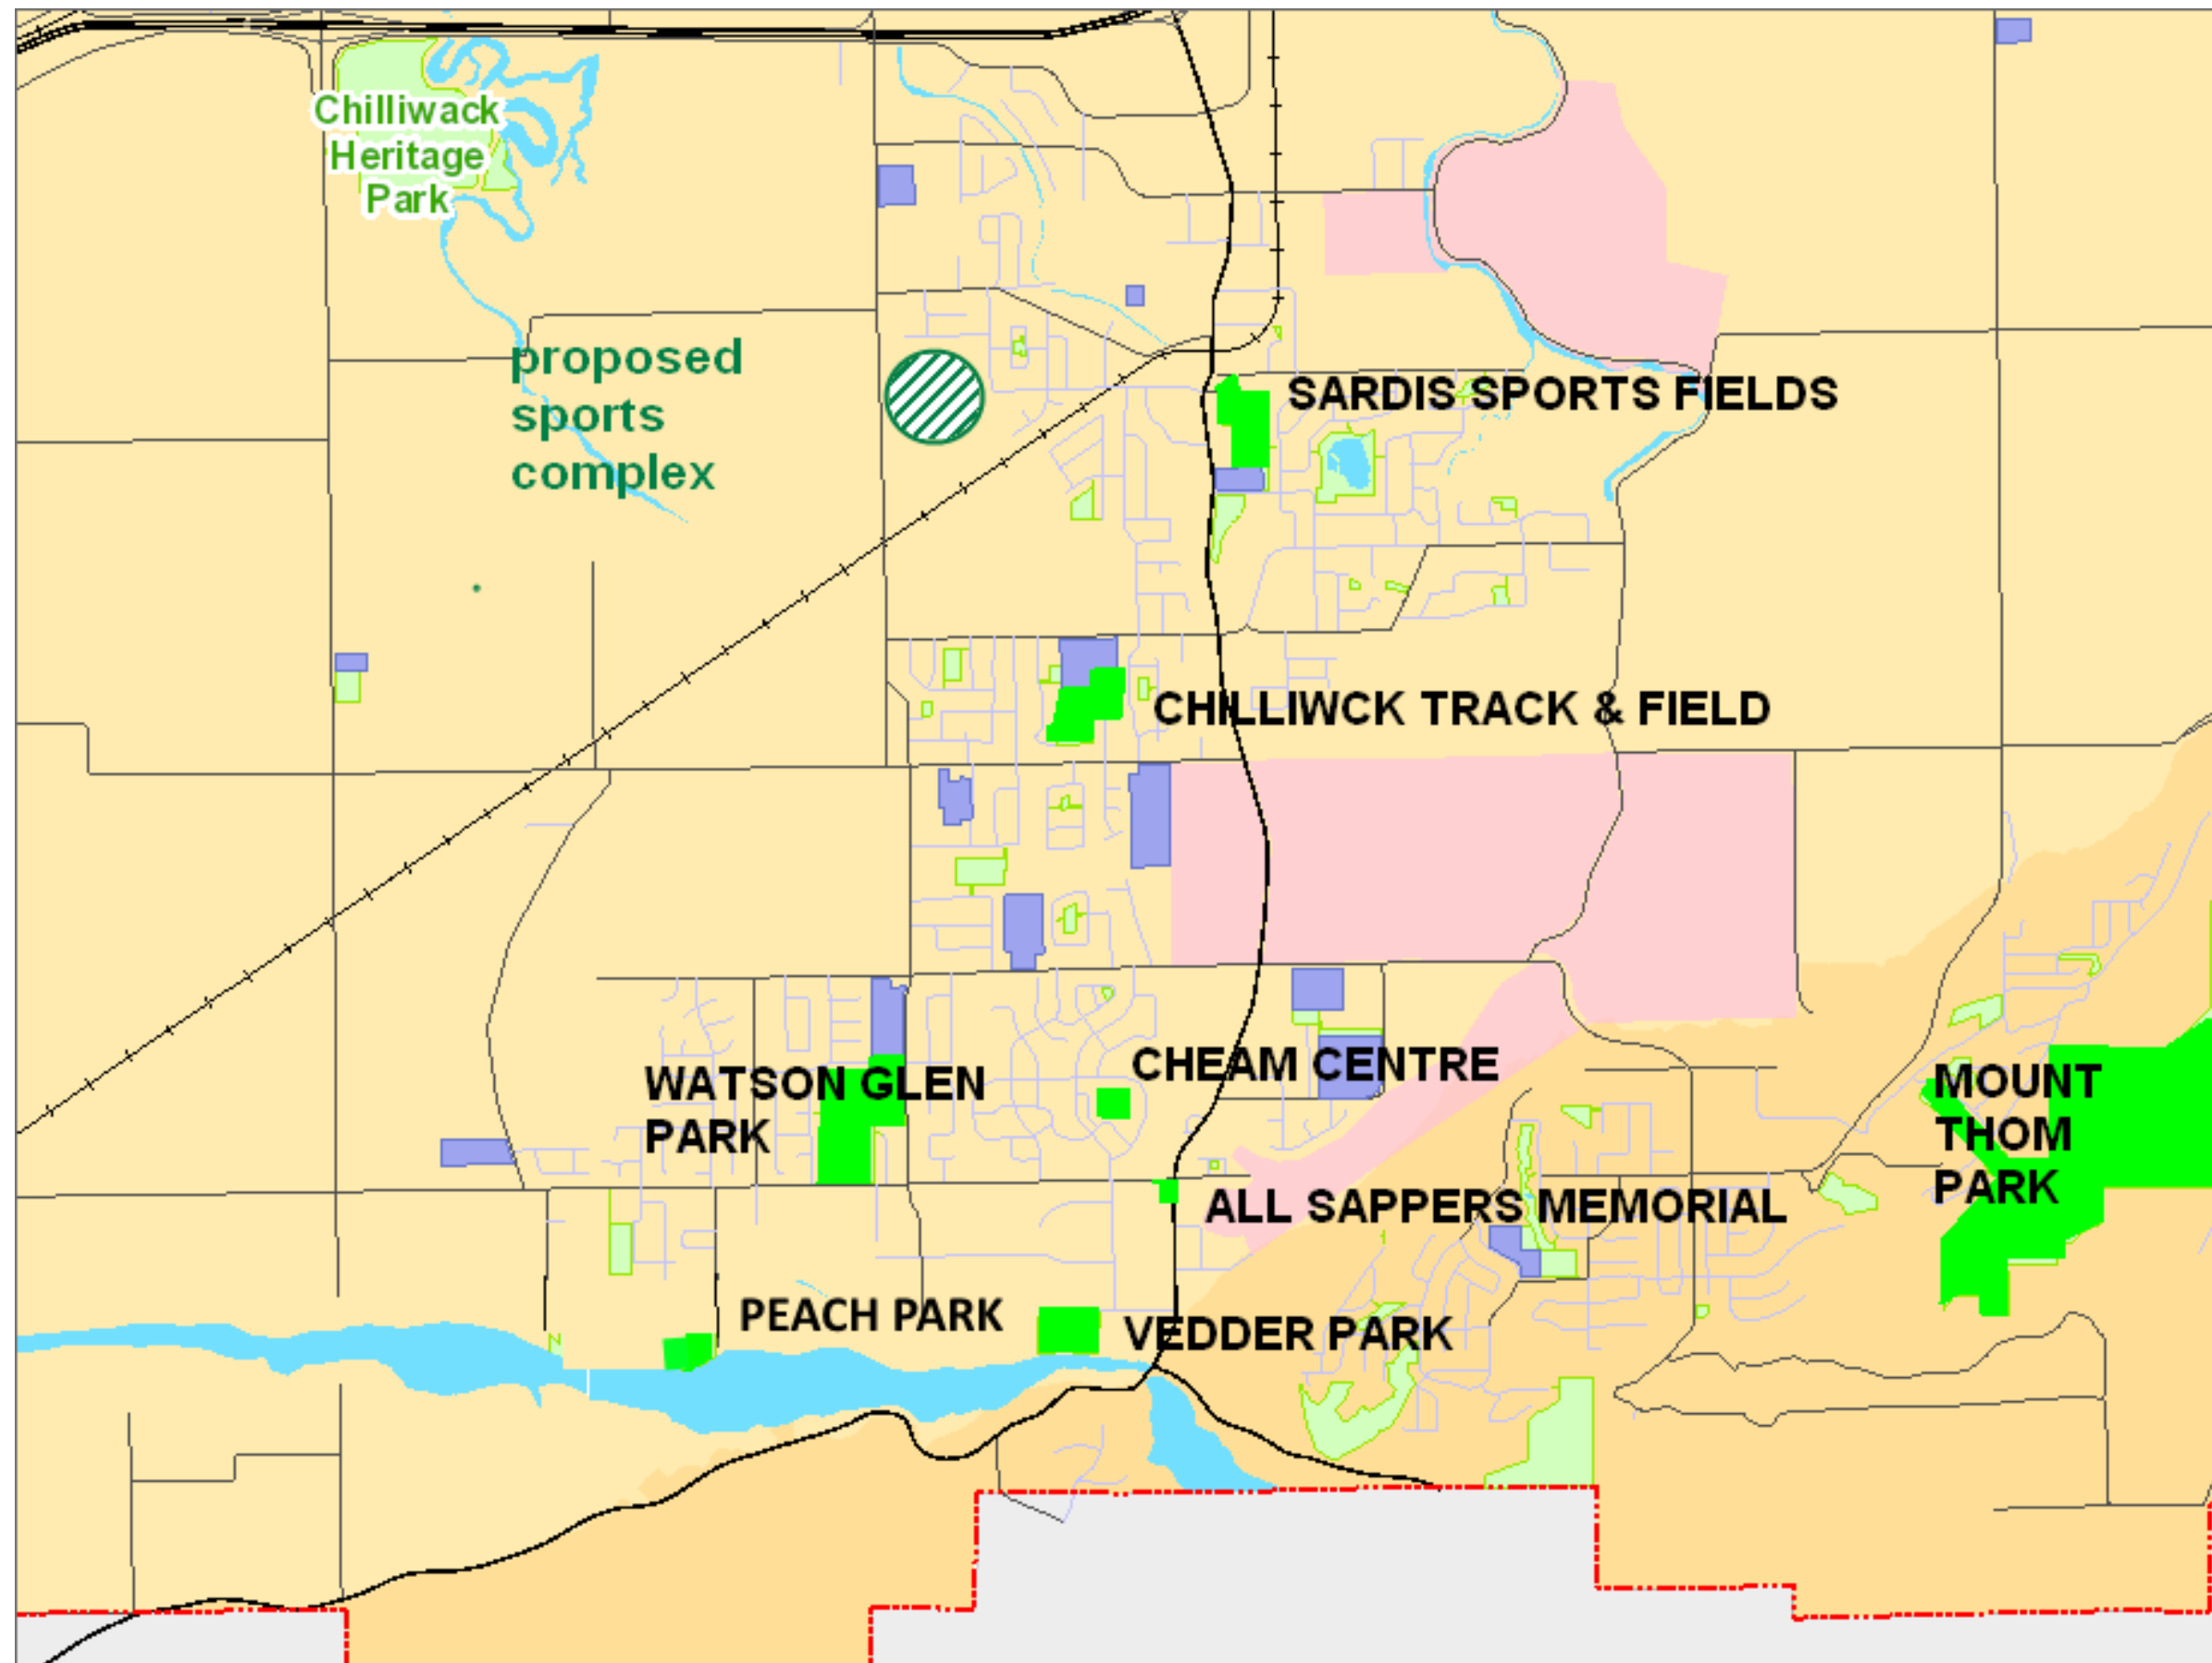 Chilliwack
Heritage
Park
proposed
sports
complex
SARDIS SPORTS FIELDS
CHILLIWCK TRACK & FIELD
WATSON GLEN
PARK
CHEAM CENTRE
MOUNT
THOM
PARK
ALL SAPPERS MEMORIAL
PEACH PARK
VEDDER PARK